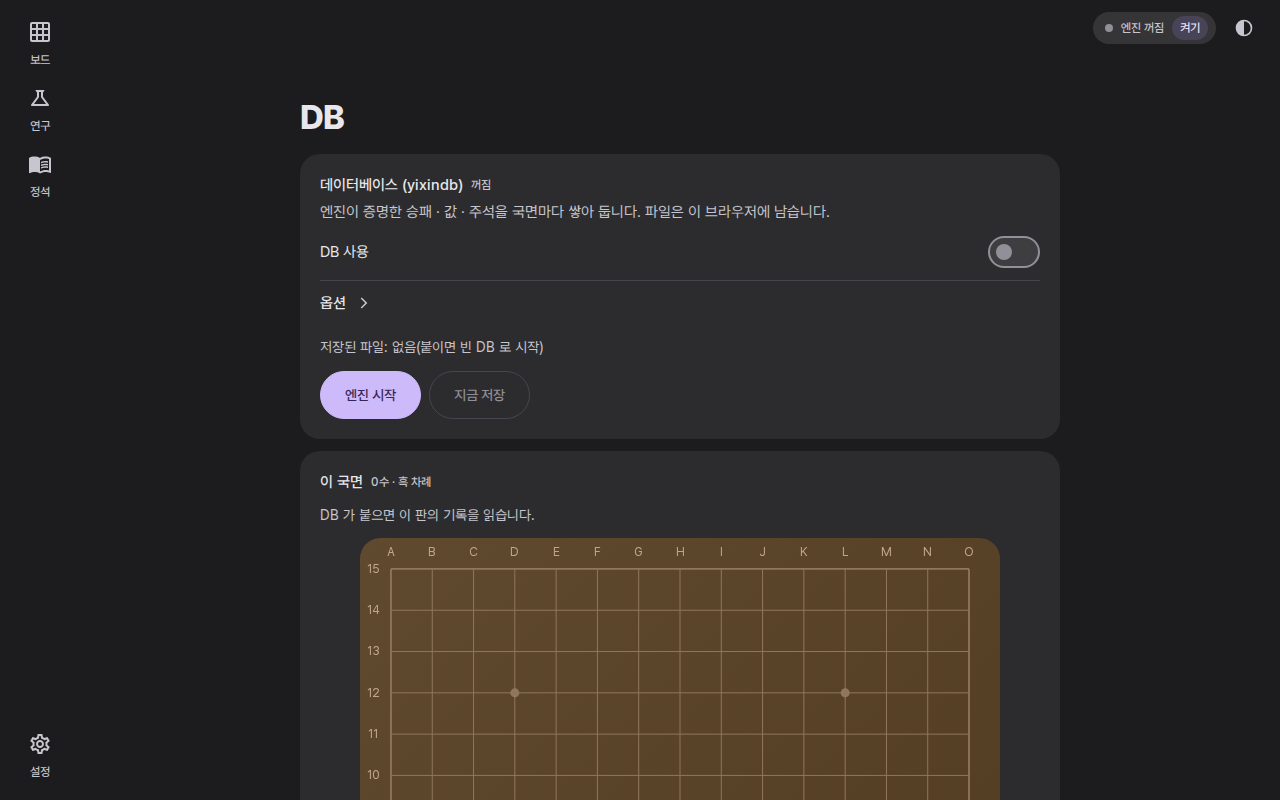 보드
연구
정석
설정
엔진 꺼짐 켜기
DB
데이터베이스 (yixindb) 꺼짐
엔진이 증명한 승패 · 값 · 주석을 국면마다 쌓아 둡니다. 파일은 이 브라우저에 남습니다.
DB 사용
옵션
저장된 파일: 없음(붙이면 빈 DB 로 시작)
엔진 시작 지금 저장
이 국면 0수 · 흑 차례
DB 가 붙으면 이 판의 기록을 읽습니다.
A B C D E F G H I J K L M N O
15
14
13
12
11
10